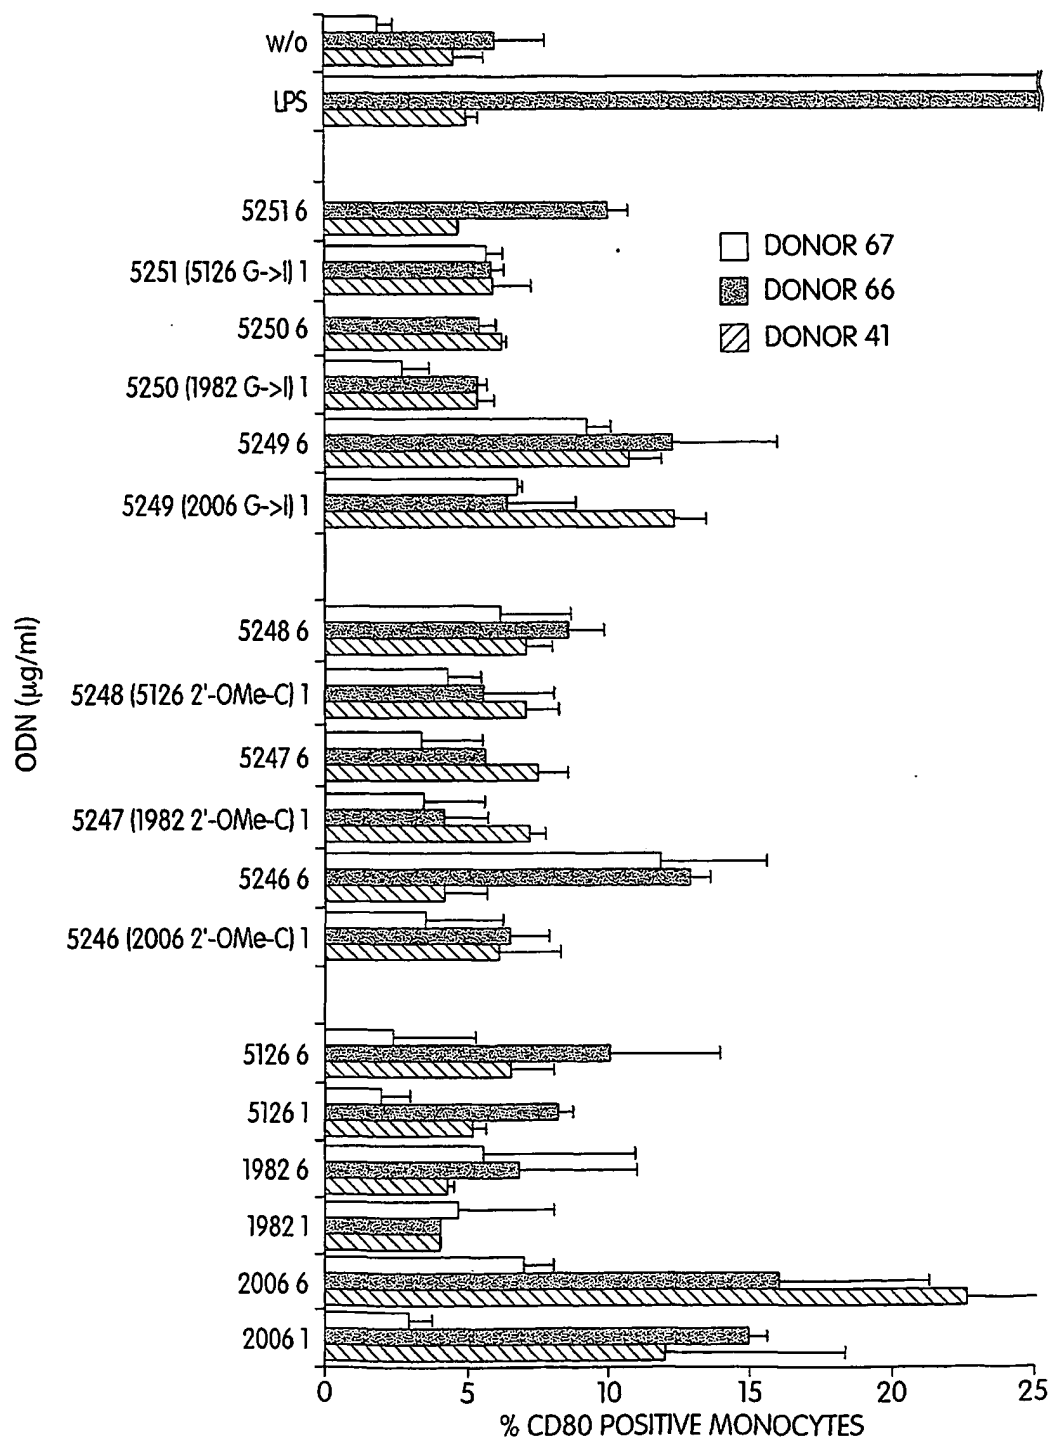 w/o
LPS
5251 6
5251 (5126 G->I) 1
5250 6
5250 (1982 G->I) 1
5249 6
5249 (2006 G->I) 1
5248 6
5248 (5126 2'-OMe-C) 1
5247 6
5247 (1982 2'-OMe-C) 1
5246 6
5246 (2006 2'-OMe-C) 1
5126 6
5126 1
1982 6
1982 1
2006 6
2006 1
ODN (µg/ml)
DONOR 67
DONOR 66
DONOR 41
0 5 10 15 20 25
% CD80 POSITIVE MONOCYTES